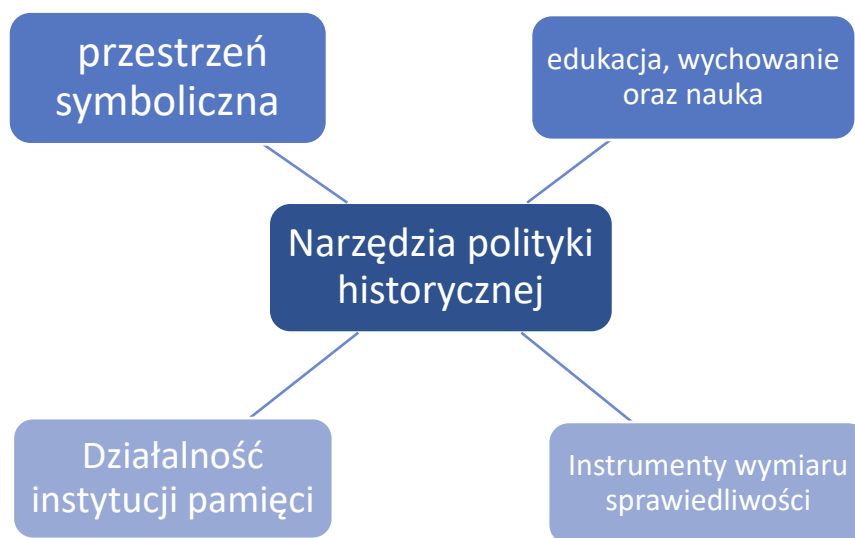 przestrzeń
symboliczna
edukacja, wychowanie
oraz nauka
Narzędzia polityki
historycznej
Działalność
instytucji pamięci
Instrumenty wymiaru
sprawiedliwości